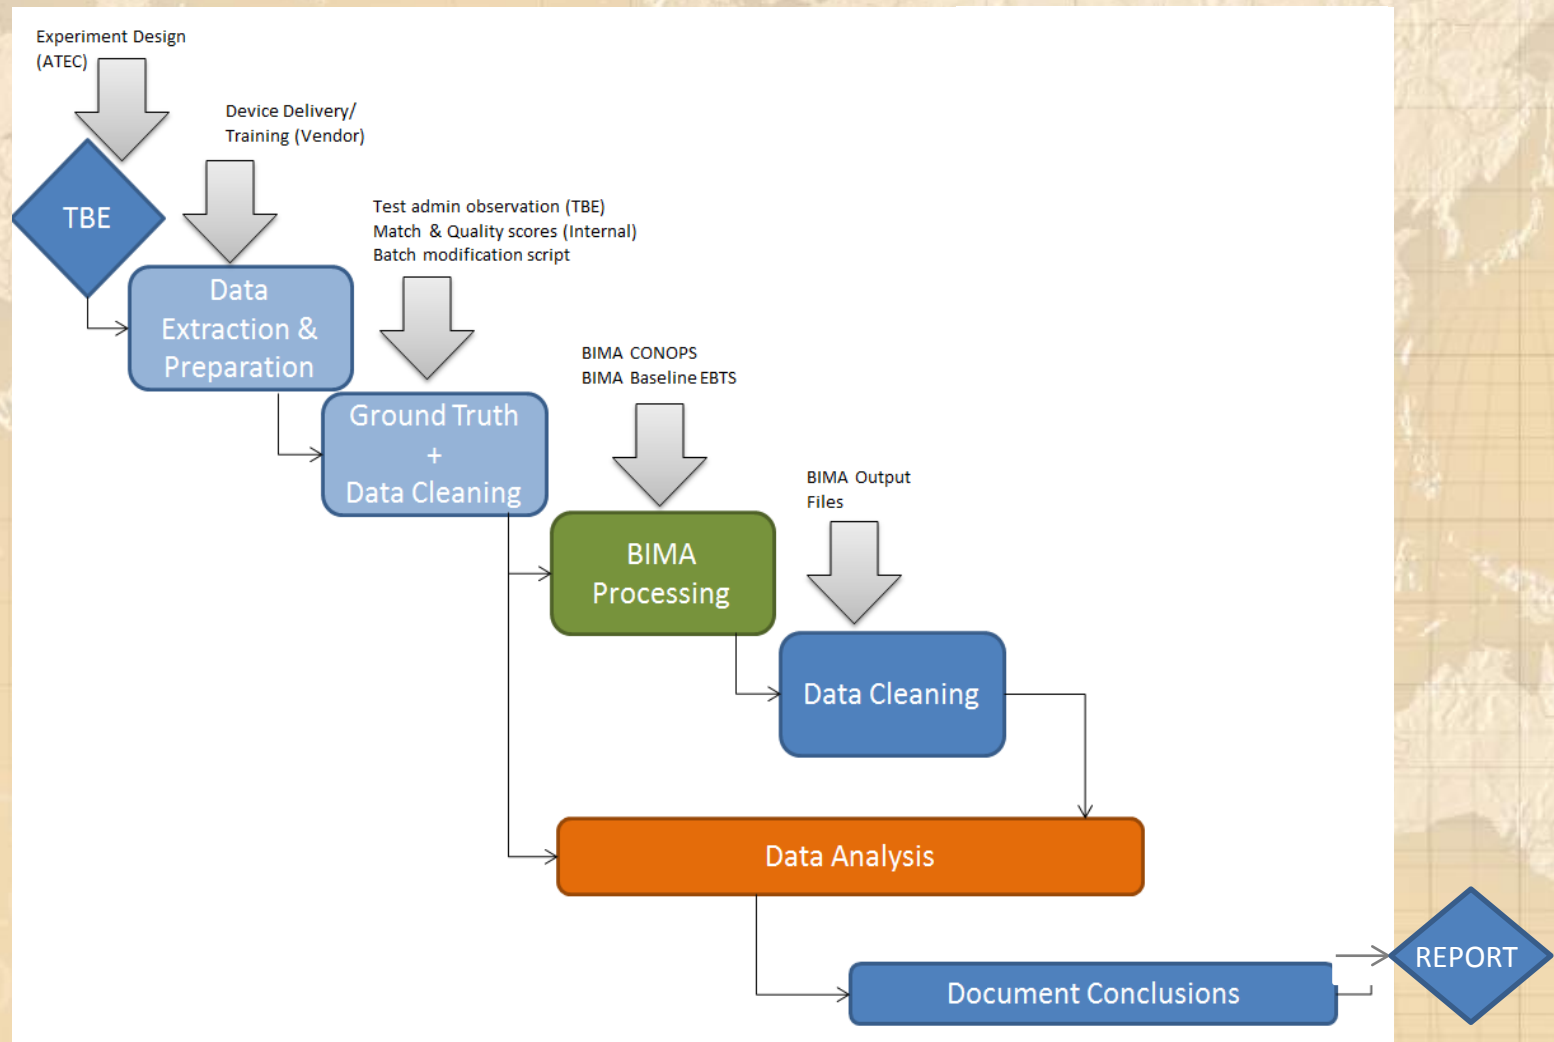 Experiment Design
(ATEC)
Device Delivery/
Training (Vendor)
TBE
Test admin observation (TBE)
Match & Quality scores (Internal)
Batch modification script
Data
Extraction &
Preparation
BIMA CONOPS
BIMA Baseline EBTS
Ground Truth
+
Data Cleaning
BIMA Output
Files
BIMA
Processing
Data Cleaning
Data Analysis
REPORT
Document Conclusions